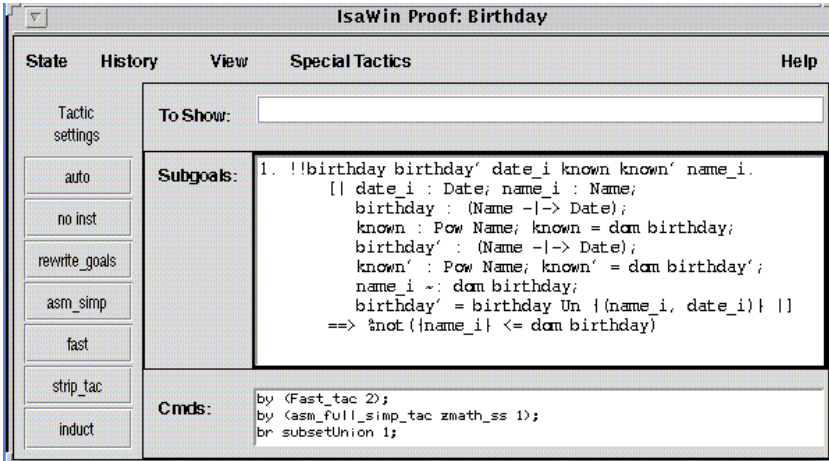 IsaWin Proof: Birthday
State History View Special Tactics Help
Tactic
settings
auto
no inst
rewrite_goals
asm_simp
fast
strip_tac
induct
To Show:
Subgoals:
1. !!birthday birthday′ date_i known known′ name_i.
[| date_i : Date; name_i : Name;
birthday : (Name -|-> Date);
known : Pow Name; known = dom birthday;
birthday′ : (Name -|-> Date);
known′ : Pow Name; known′ = dom birthday′;
name_i ~: dom birthday;
birthday′ = birthday Un {(name_i, date_i)} |]
==> %not({name_i} <= dom birthday)
Cmds:
by (Fast_tac 2);
by (asm_full_simp_tac zmath_ss 1);
br subsetUnion 1;